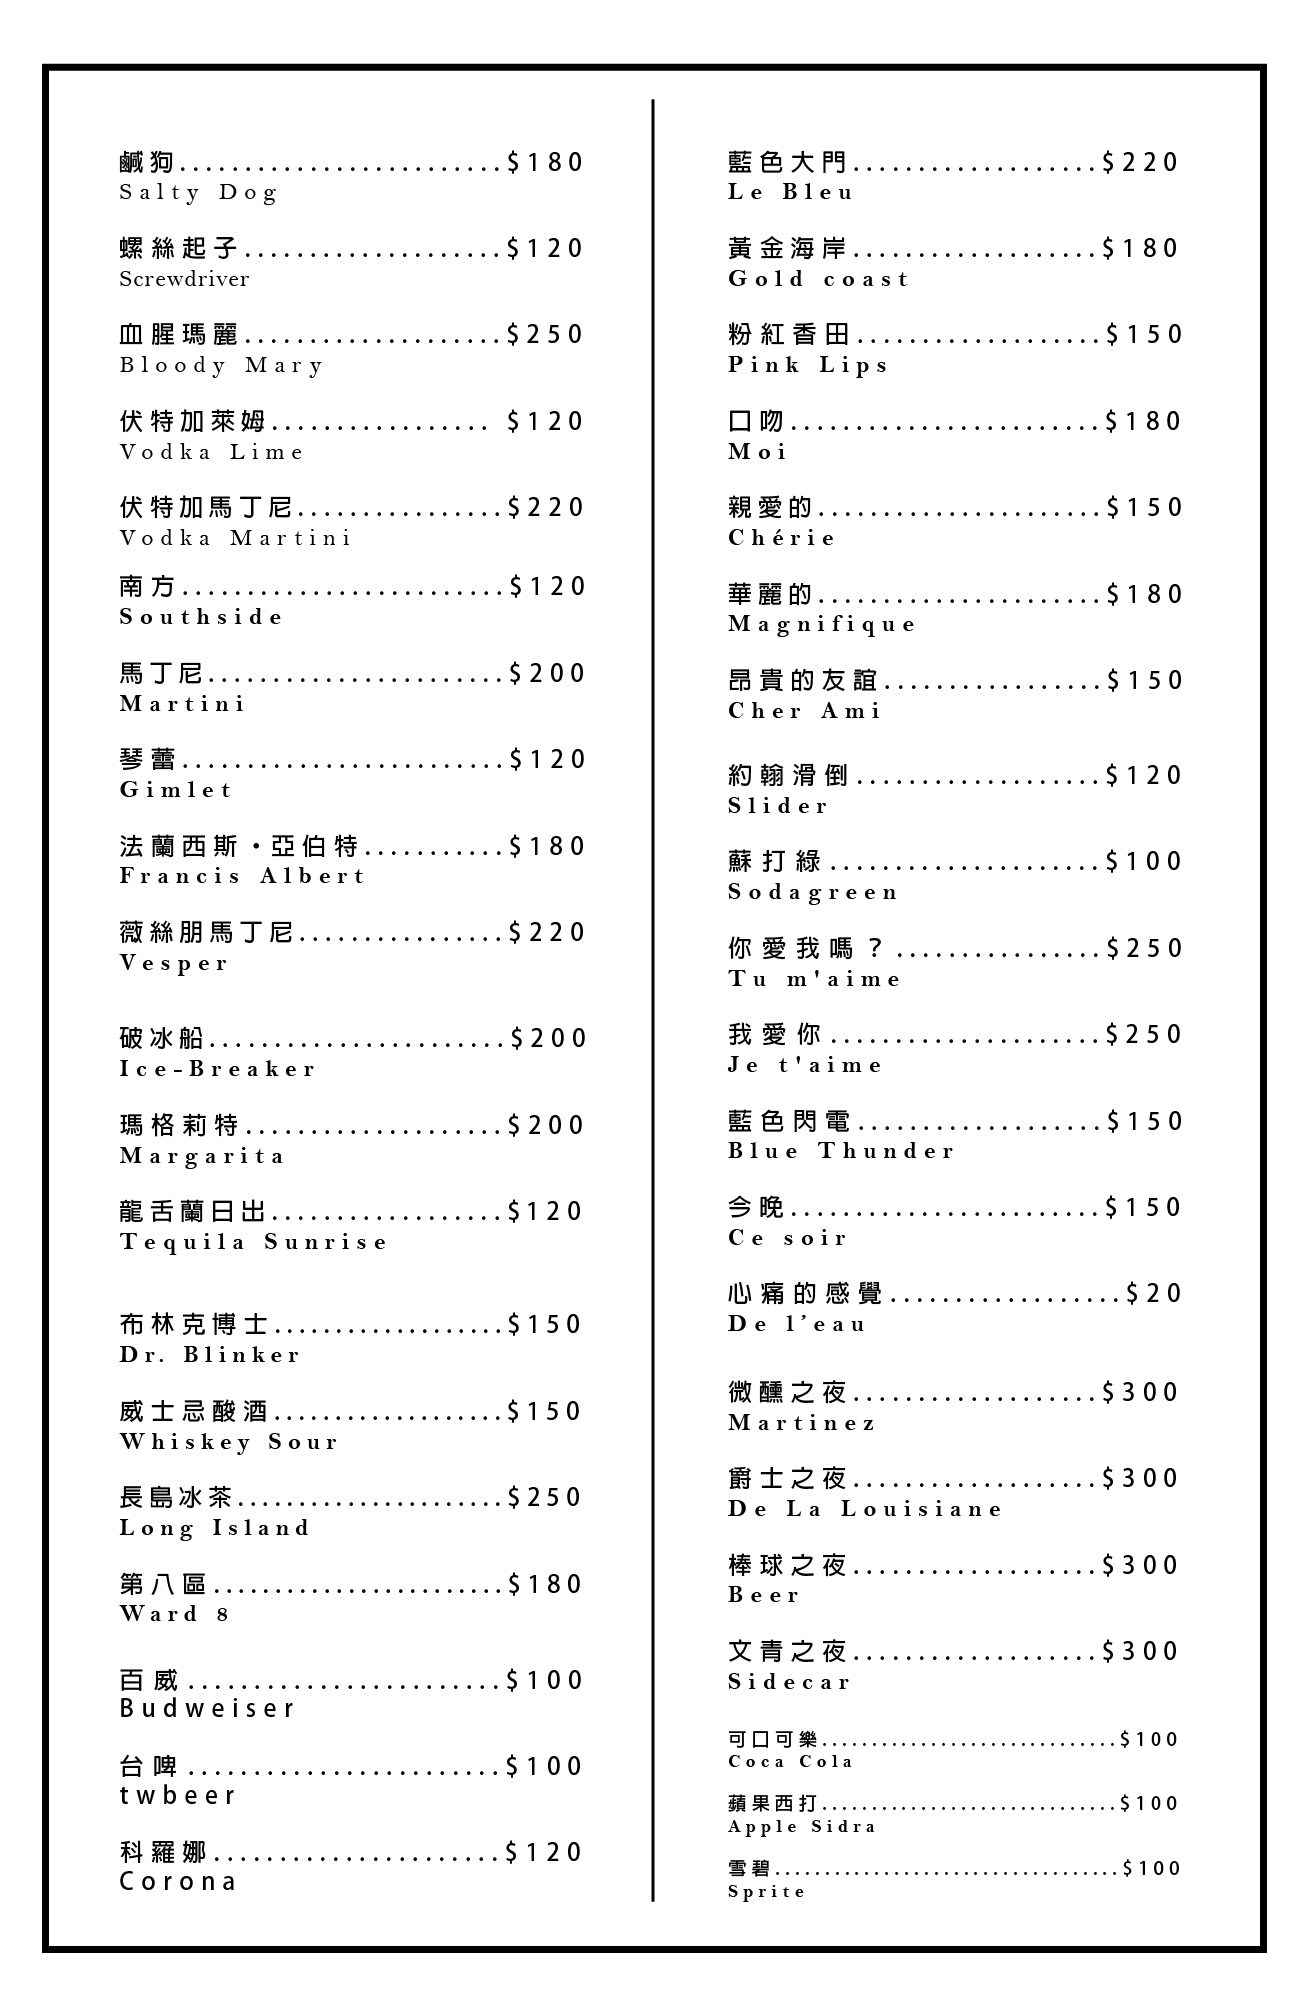 鹹狗.........................$180
Salty Dog
螺絲起子....................$120
Screwdriver
血腥瑪麗....................$250
Bloody Mary
伏特加萊姆................. $120
Vodka Lime
伏特加馬丁尼................$220
Vodka Martini
南方.........................$120
Southside
馬丁尼.......................$200
Martini
琴蕾.........................$120
Gimlet
法蘭西斯・亞伯特...........$180
Francis Albert
薇絲朋馬丁尼................$220
Vesper
破冰船.......................$200
Ice-Breaker
瑪格莉特....................$200
Margarita
龍舌蘭日出..................$120
Tequila Sunrise
布林克博士..................$150
Dr. Blinker
威士忌酸酒..................$150
Whiskey Sour
長島冰茶.....................$250
Long Island
第八區.......................$180
Ward 8
百威........................$100
Budweiser
台啤........................$100
twbeer
科羅娜......................$120
Corona
藍色大門...................$220
Le Bleu
黃金海岸...................$180
Gold coast
粉紅香田...................$150
Pink Lips
口吻........................$180
Moi
親愛的......................$150
Chérie
華麗的......................$180
Magnifique
昂貴的友誼.................$150
Cher Ami
約翰滑倒...................$120
Slider
蘇打綠.....................$100
Sodagreen
你愛我嗎？................$250
Tu m'aime
我愛你.....................$250
Je t'aime
藍色閃電...................$150
Blue Thunder
今晚........................$150
Ce soir
心痛的感覺..................$20
De l’eau
微醺之夜...................$300
Martinez
爵士之夜...................$300
De La Louisiane
棒球之夜...................$300
Beer
文青之夜...................$300
Sidecar
可口可樂..............................$100
Coca Cola
蘋果西打..............................$100
Apple Sidra
雪碧...................................$100
Sprite